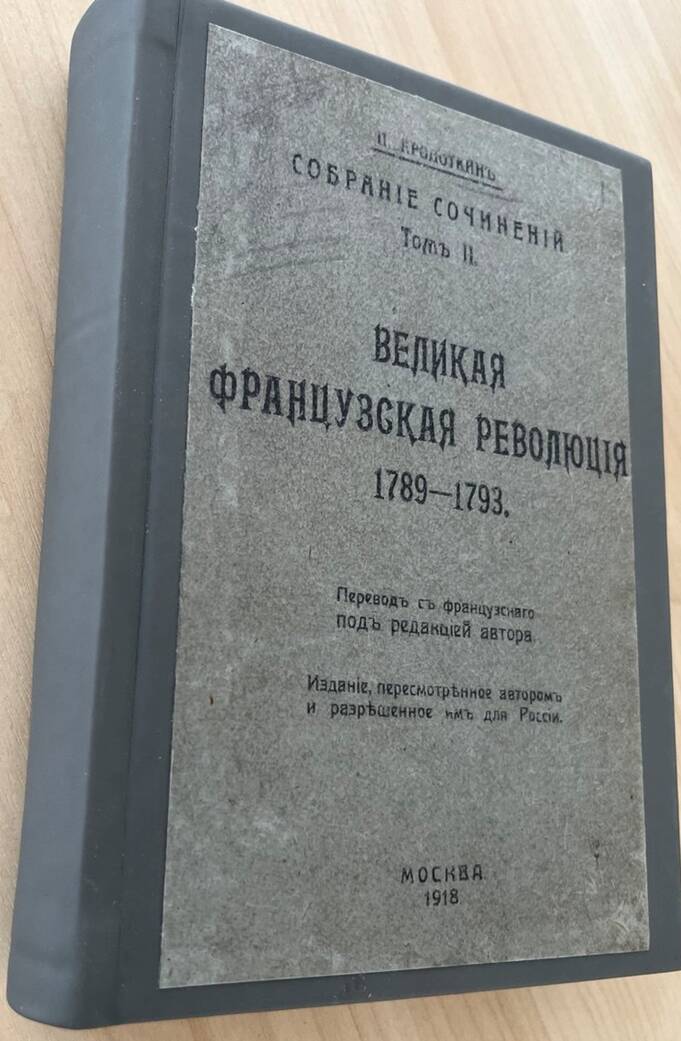 П. КРОПОТКИНЪ
СОБРАНІЕ СОЧИНЕНІЙ
Томъ II.
ВЕЛИКАЯ
ФРАНЦУЗСКАЯ РЕВОЛЮЦІЯ
1789—1793.
Переводъ съ французскаго
подъ редакціей автора.
Изданіе, пересмотрѣнное авторомъ
и разрѣшенное имъ для Россіи.
МОСКВА
1918